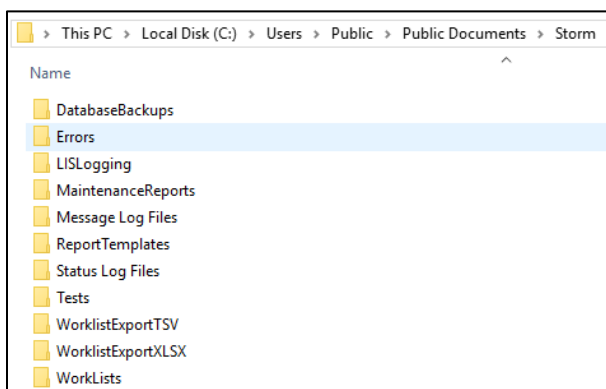 This PC > Local Disk (C:) > Users > Public > Public Documents > Storm
Name
DatabaseBackups
Errors
LISLogging
MaintenanceReports
Message Log Files
ReportTemplates
Status Log Files
Tests
WorklistExportTSV
WorklistExportXLSX
WorkLists